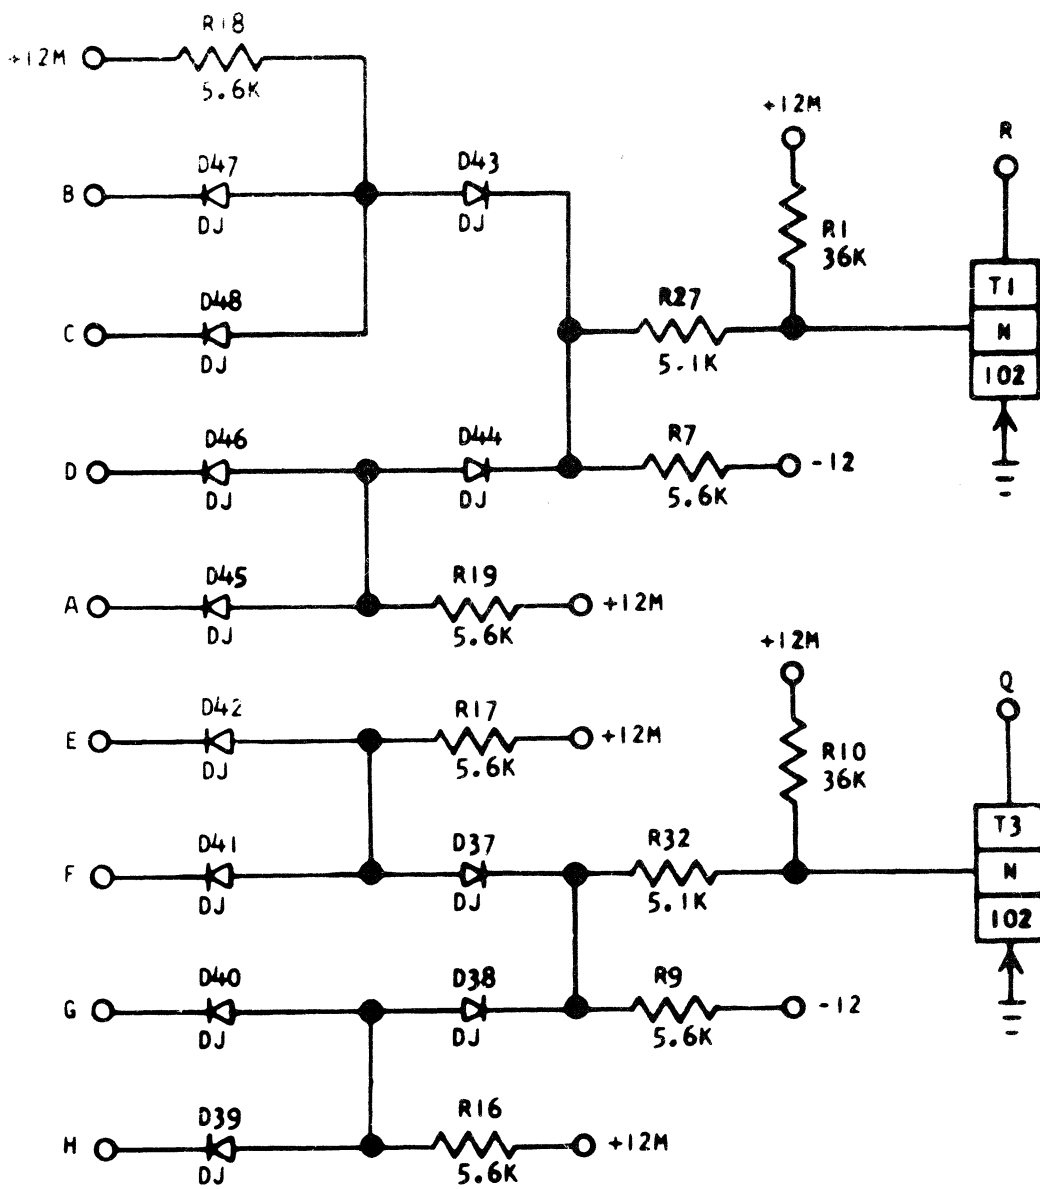 R18
+12M
5.6K
+12M
R
D47
D43
B
DJ
DJ
R1
36K
T1
D48
R27
C
N
DJ
5.1K
102
D46
D44
R7
D
-12
DJ
DJ
5.6K
D45
R19
A
+12M
DJ
5.6K
+12M
Q
D42
R17
E
+12M
DJ
5.6K
R10
36K
T3
D41
D37
R32
F
N
DJ
DJ
5.1K
102
D40
D38
R9
G
-12
DJ
DJ
5.6K
D39
R16
H
+12M
DJ
5.6K